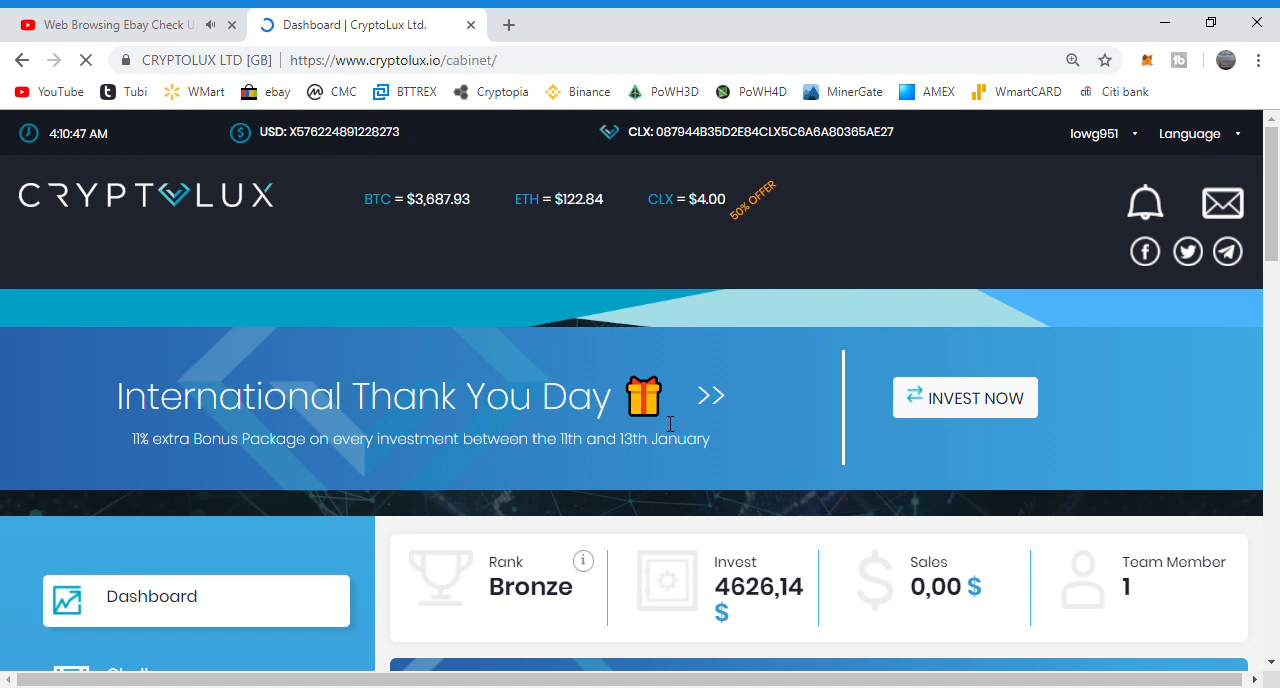 Web Browsing Ebay Check U
Dashboard | CryptoLux Ltd.
CRYPTOLUX LTD [GB] | https://www.cryptolux.io/cabinet/
YouTube Tubi WMart ebay CMC BTTREX Cryptopia Binance PoWH3D PoWH4D MinerGate AMEX WmartCARD Citi bank
4:10:47 AM USD: X576224891228273 CLX: 087944B35D2E84CLX5C6A6A80365AE27 lowg951 Language
CRYPTOLUX BTC = $3,687.93 ETH = $122.84 CLX = $4.00 50% OFFER
International Thank You Day >>
11% extra Bonus Package on every investment between the 11th and 13th January
INVEST NOW
Dashboard
Rank
Bronze
Invest
4626,14
$
Sales
0,00 $
Team Member
1